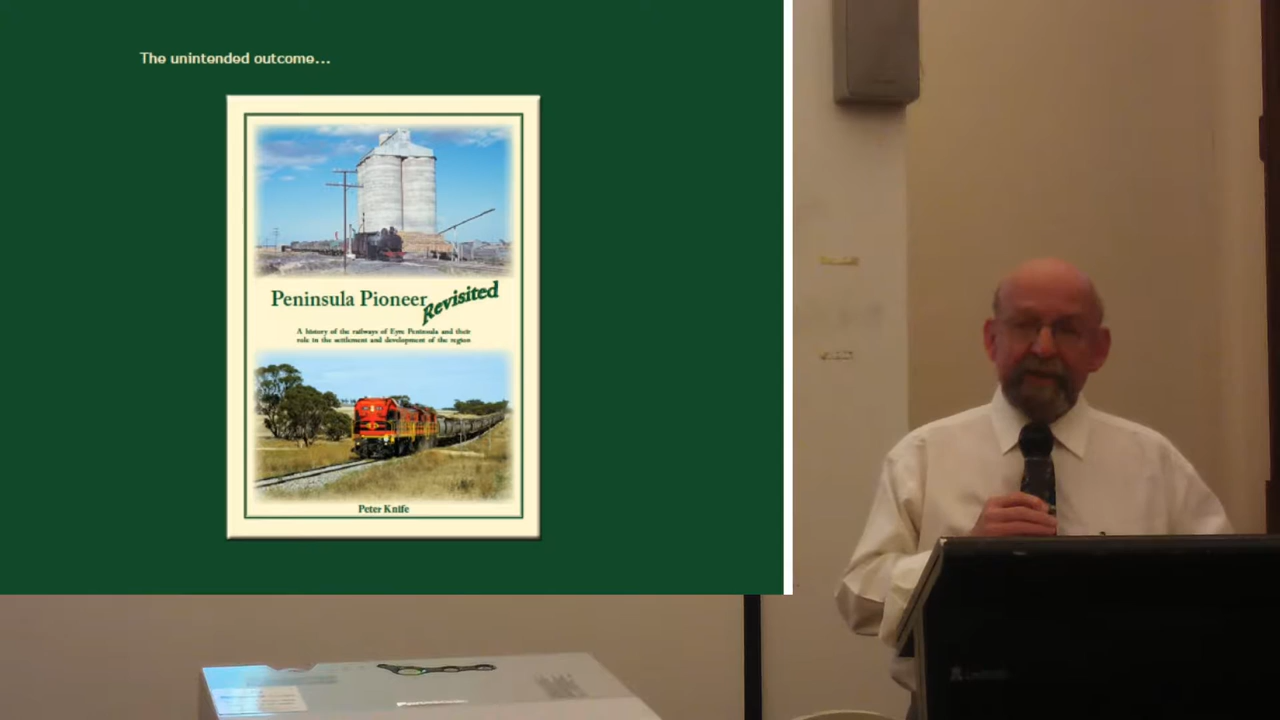 The unintended outcome...
Peninsula Pioneer Revisited
A history of the railways of Eyre Peninsula and their
role in the settlement and development of the region
Peter Knife